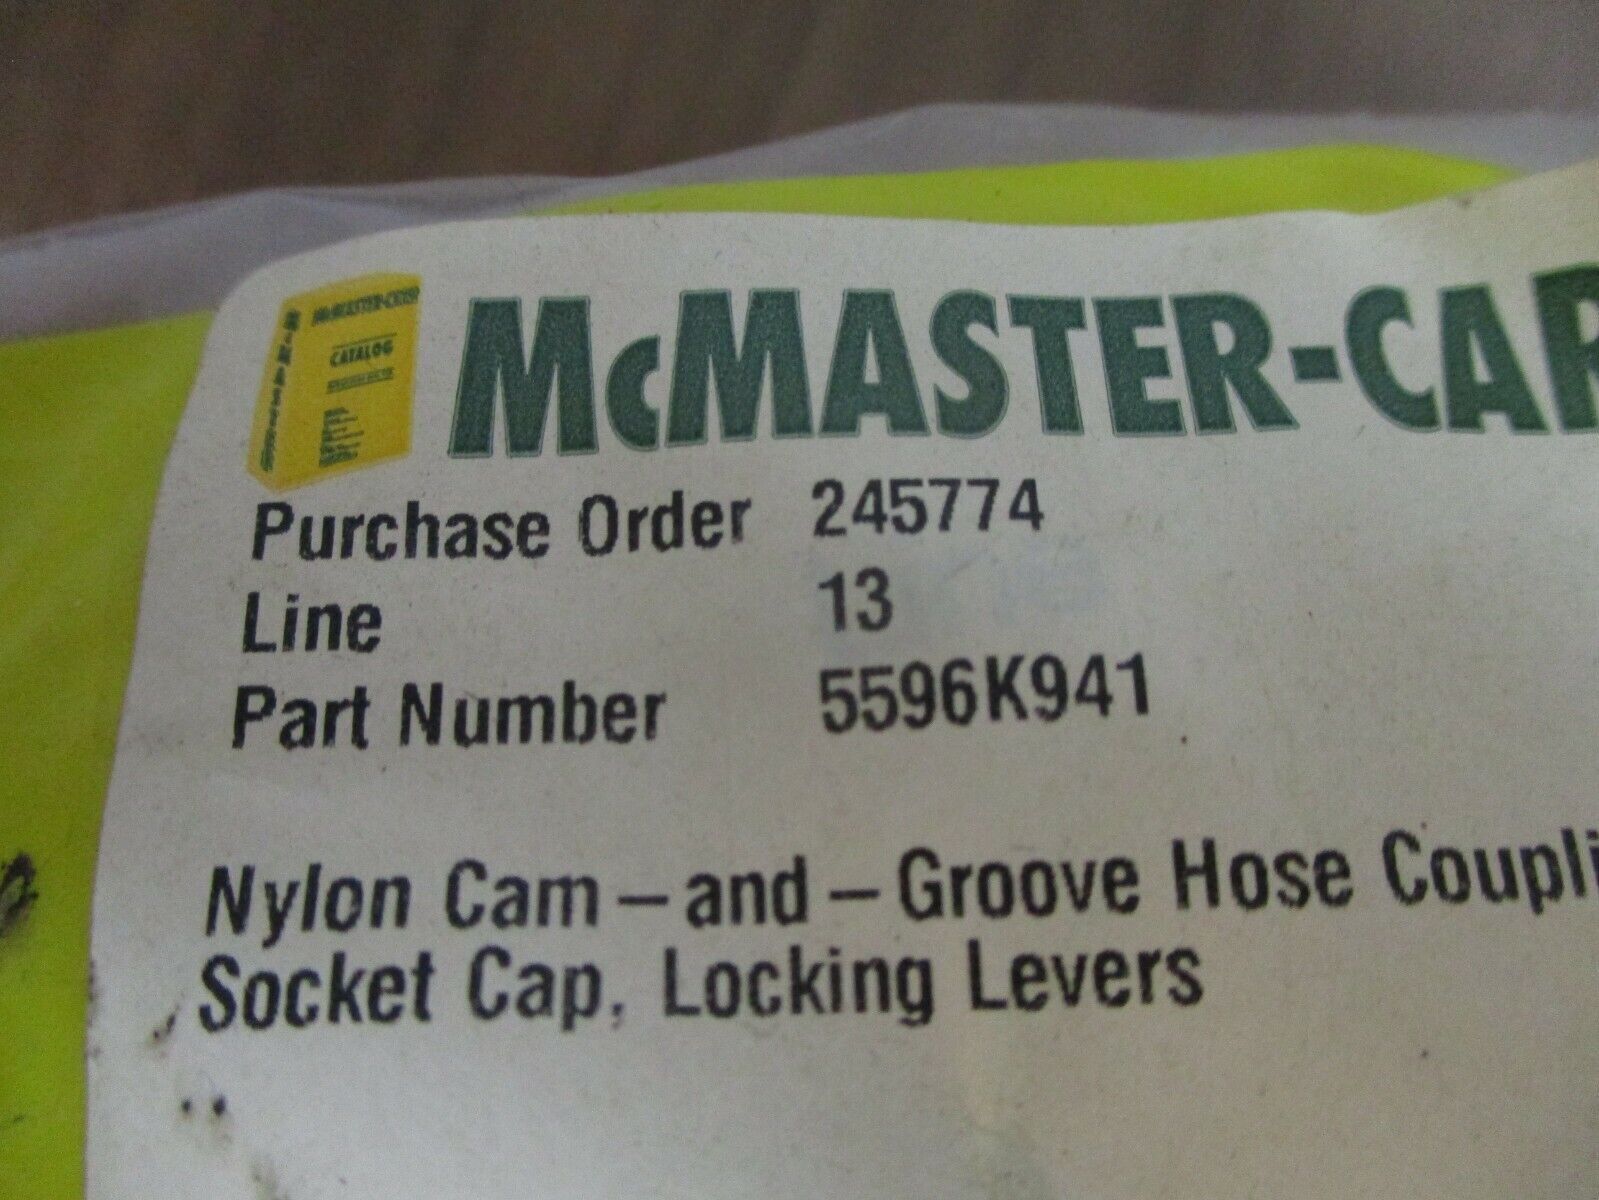 McMASTER-CAR
CATALOG
Purchase Order 245774
Line 13
Part Number 5596K941
Nylon Cam-and-Groove Hose Coupli
Socket Cap, Locking Levers